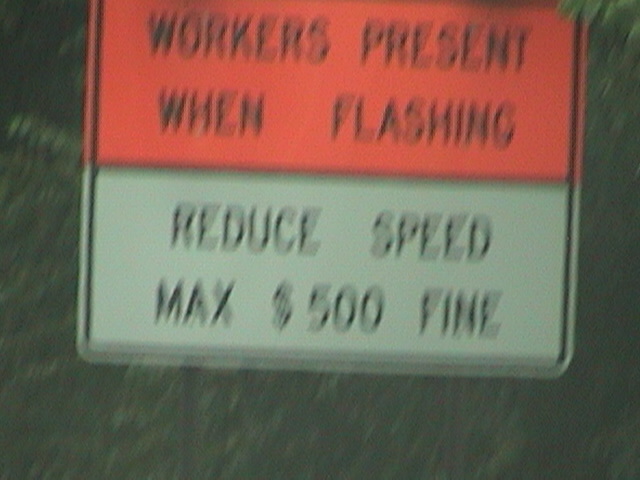 WORKERS PRESENT
WHEN FLASHING
REDUCE SPEED
MAX $500 FINE